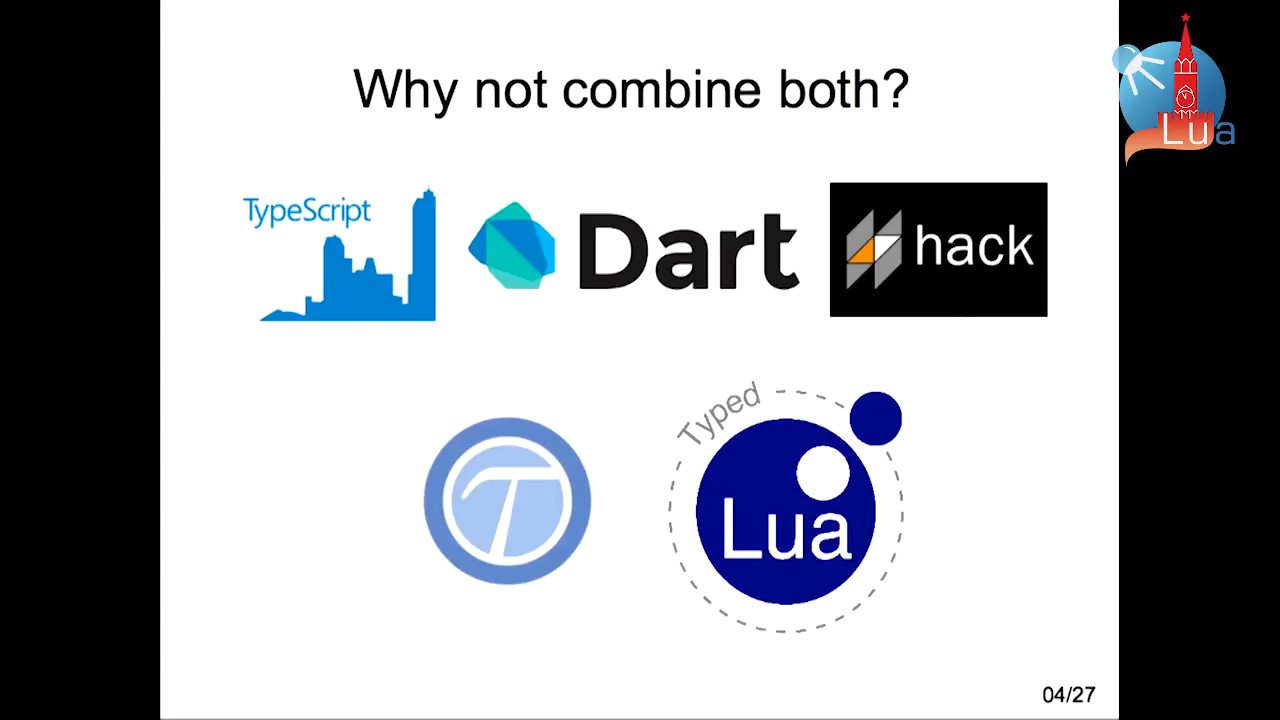 Why not combine both?
TypeScript
Dart
hack
T
Typed
Lua
04/27
Lua